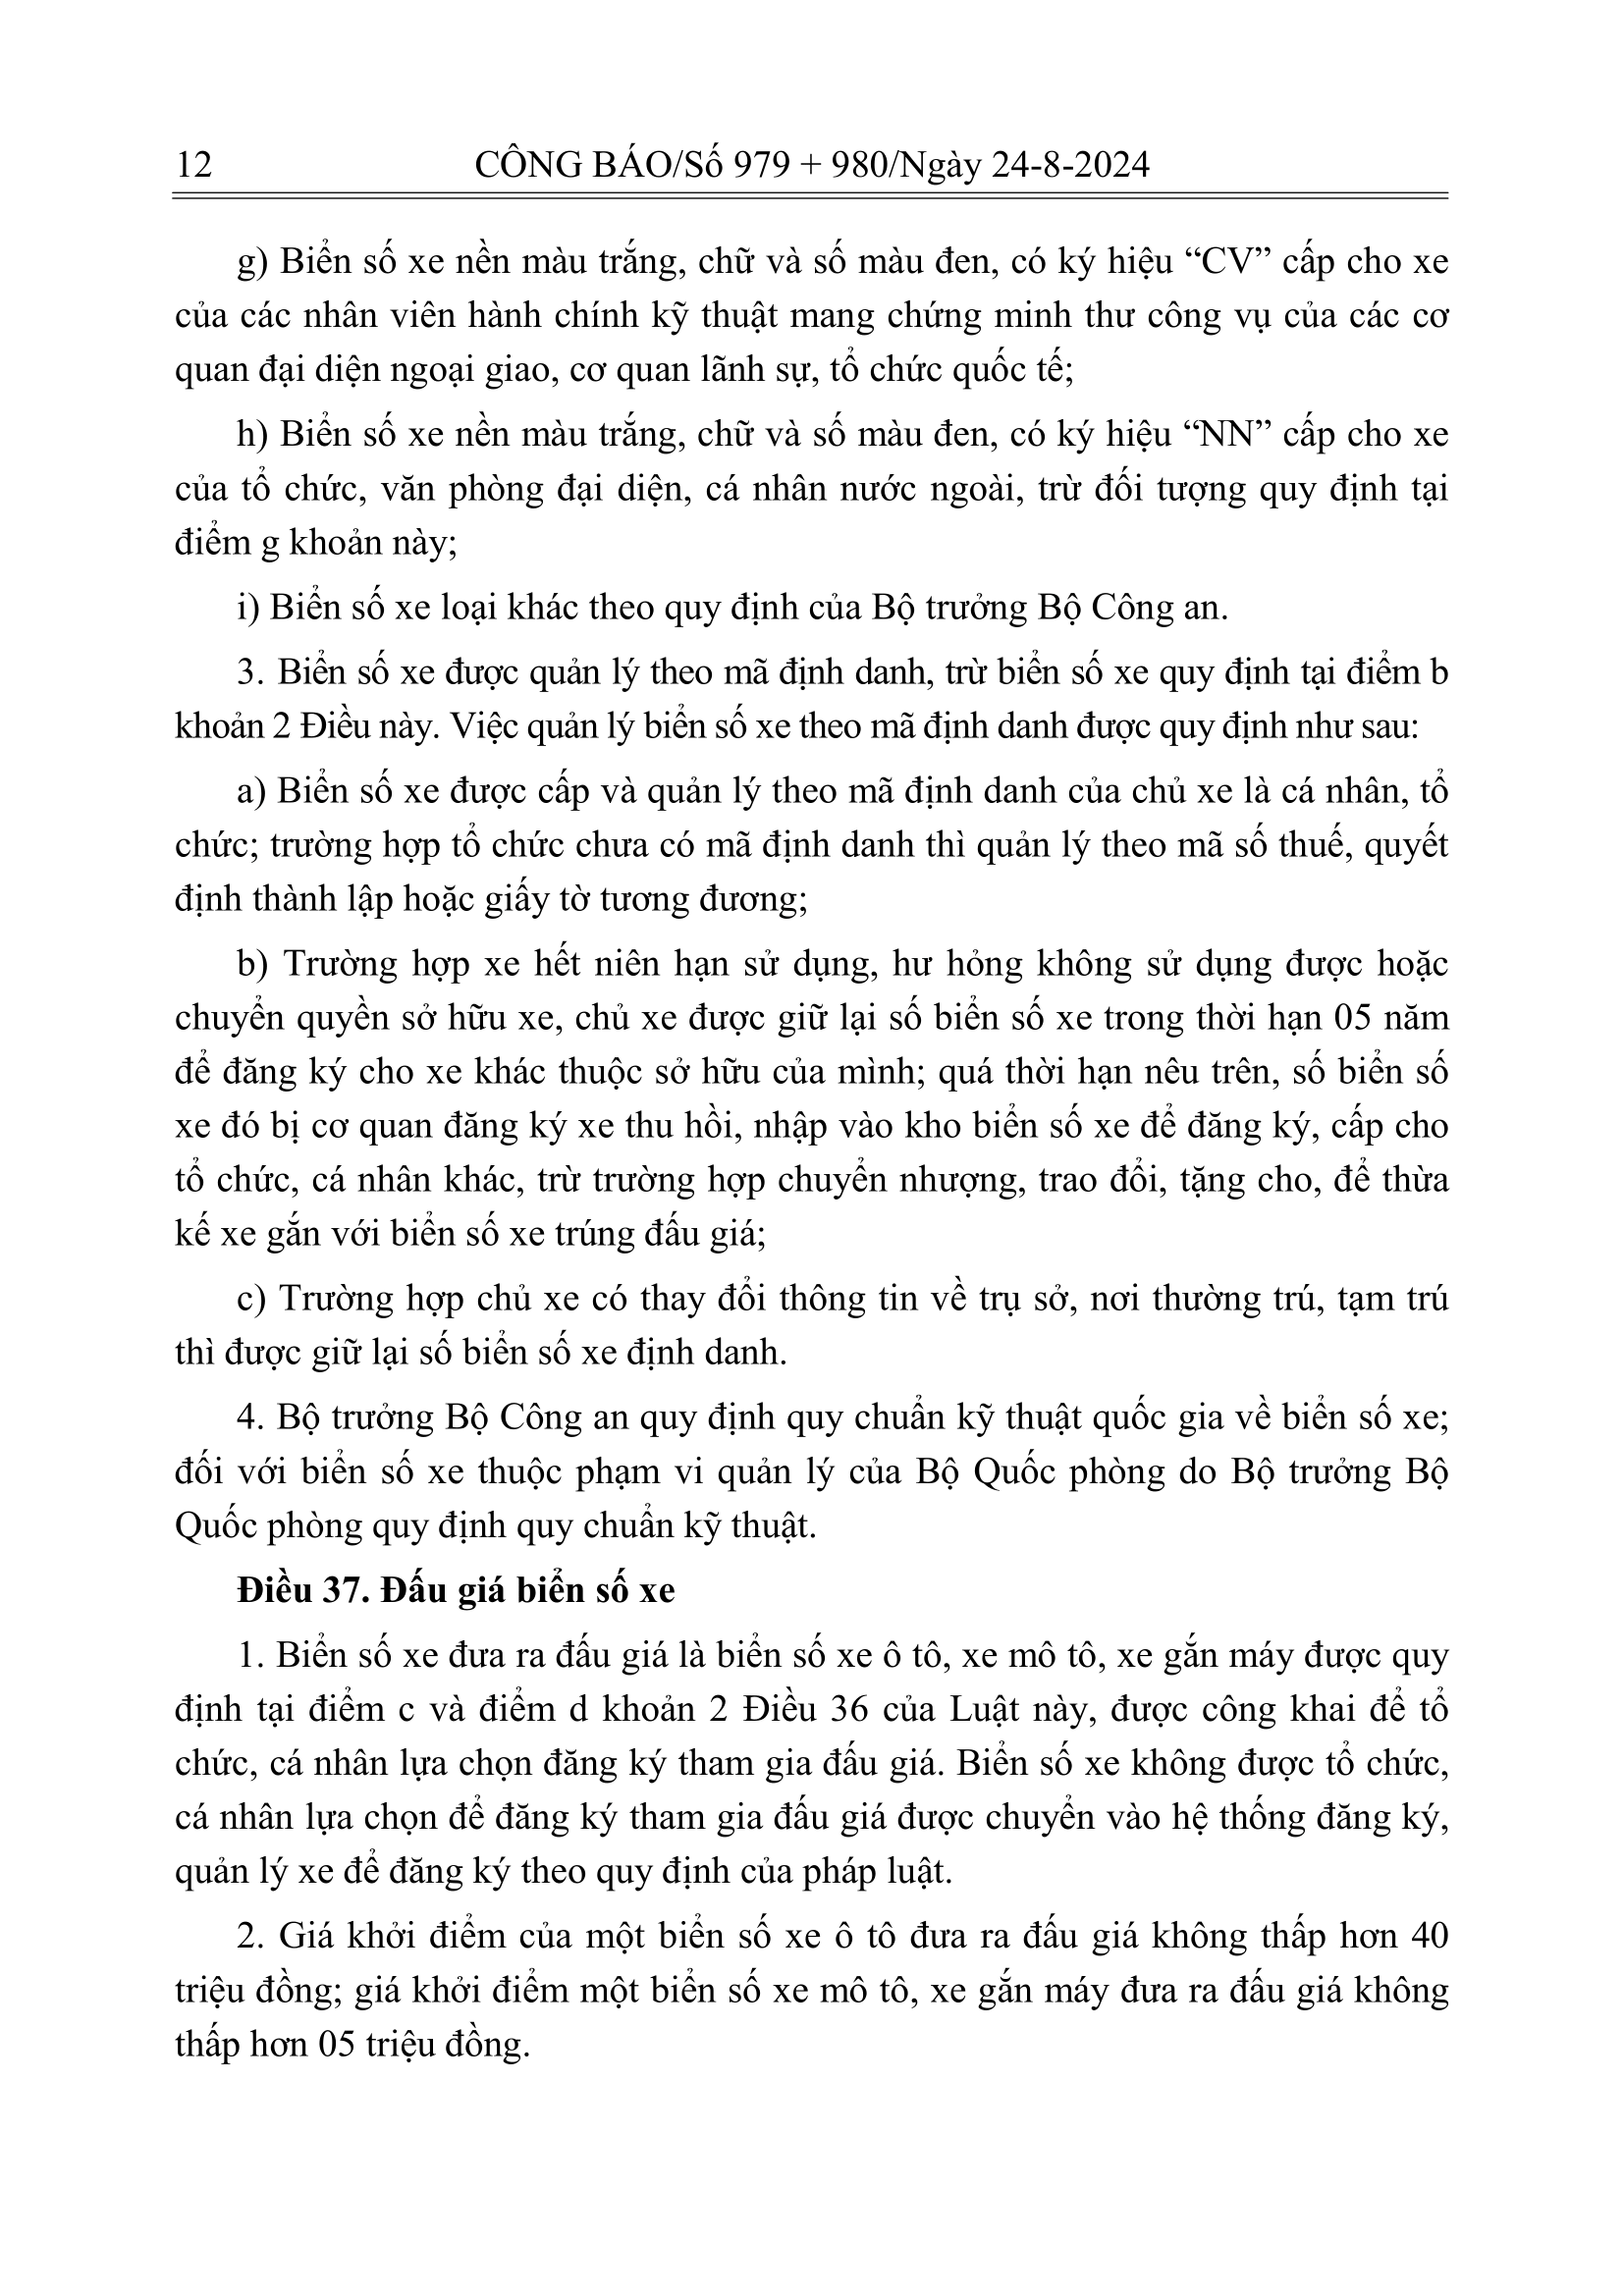 12 CÔNG BÁO/Số 979 + 980/Ngày 24-8-2024
g) Biển số xe nền màu trắng, chữ và số màu đen, có ký hiệu “CV” cấp cho xe
của các nhân viên hành chính kỹ thuật mang chứng minh thư công vụ của các cơ
quan đại diện ngoại giao, cơ quan lãnh sự, tổ chức quốc tế;
h) Biển số xe nền màu trắng, chữ và số màu đen, có ký hiệu “NN” cấp cho xe
của tổ chức, văn phòng đại diện, cá nhân nước ngoài, trừ đối tượng quy định tại
điểm g khoản này;
i) Biển số xe loại khác theo quy định của Bộ trưởng Bộ Công an.
3. Biển số xe được quản lý theo mã định danh, trừ biển số xe quy định tại điểm b
khoản 2 Điều này. Việc quản lý biển số xe theo mã định danh được quy định như sau:
a) Biển số xe được cấp và quản lý theo mã định danh của chủ xe là cá nhân, tổ
chức; trường hợp tổ chức chưa có mã định danh thì quản lý theo mã số thuế, quyết
định thành lập hoặc giấy tờ tương đương;
b) Trường hợp xe hết niên hạn sử dụng, hư hỏng không sử dụng được hoặc
chuyển quyền sở hữu xe, chủ xe được giữ lại số biển số xe trong thời hạn 05 năm
để đăng ký cho xe khác thuộc sở hữu của mình; quá thời hạn nêu trên, số biển số
xe đó bị cơ quan đăng ký xe thu hồi, nhập vào kho biển số xe để đăng ký, cấp cho
tổ chức, cá nhân khác, trừ trường hợp chuyển nhượng, trao đổi, tặng cho, để thừa
kế xe gắn với biển số xe trúng đấu giá;
c) Trường hợp chủ xe có thay đổi thông tin về trụ sở, nơi thường trú, tạm trú
thì được giữ lại số biển số xe định danh.
4. Bộ trưởng Bộ Công an quy định quy chuẩn kỹ thuật quốc gia về biển số xe;
đối với biển số xe thuộc phạm vi quản lý của Bộ Quốc phòng do Bộ trưởng Bộ
Quốc phòng quy định quy chuẩn kỹ thuật.
Điều 37. Đấu giá biển số xe
1. Biển số xe đưa ra đấu giá là biển số xe ô tô, xe mô tô, xe gắn máy được quy
định tại điểm c và điểm d khoản 2 Điều 36 của Luật này, được công khai để tổ
chức, cá nhân lựa chọn đăng ký tham gia đấu giá. Biển số xe không được tổ chức,
cá nhân lựa chọn để đăng ký tham gia đấu giá được chuyển vào hệ thống đăng ký,
quản lý xe để đăng ký theo quy định của pháp luật.
2. Giá khởi điểm của một biển số xe ô tô đưa ra đấu giá không thấp hơn 40
triệu đồng; giá khởi điểm một biển số xe mô tô, xe gắn máy đưa ra đấu giá không
thấp hơn 05 triệu đồng.